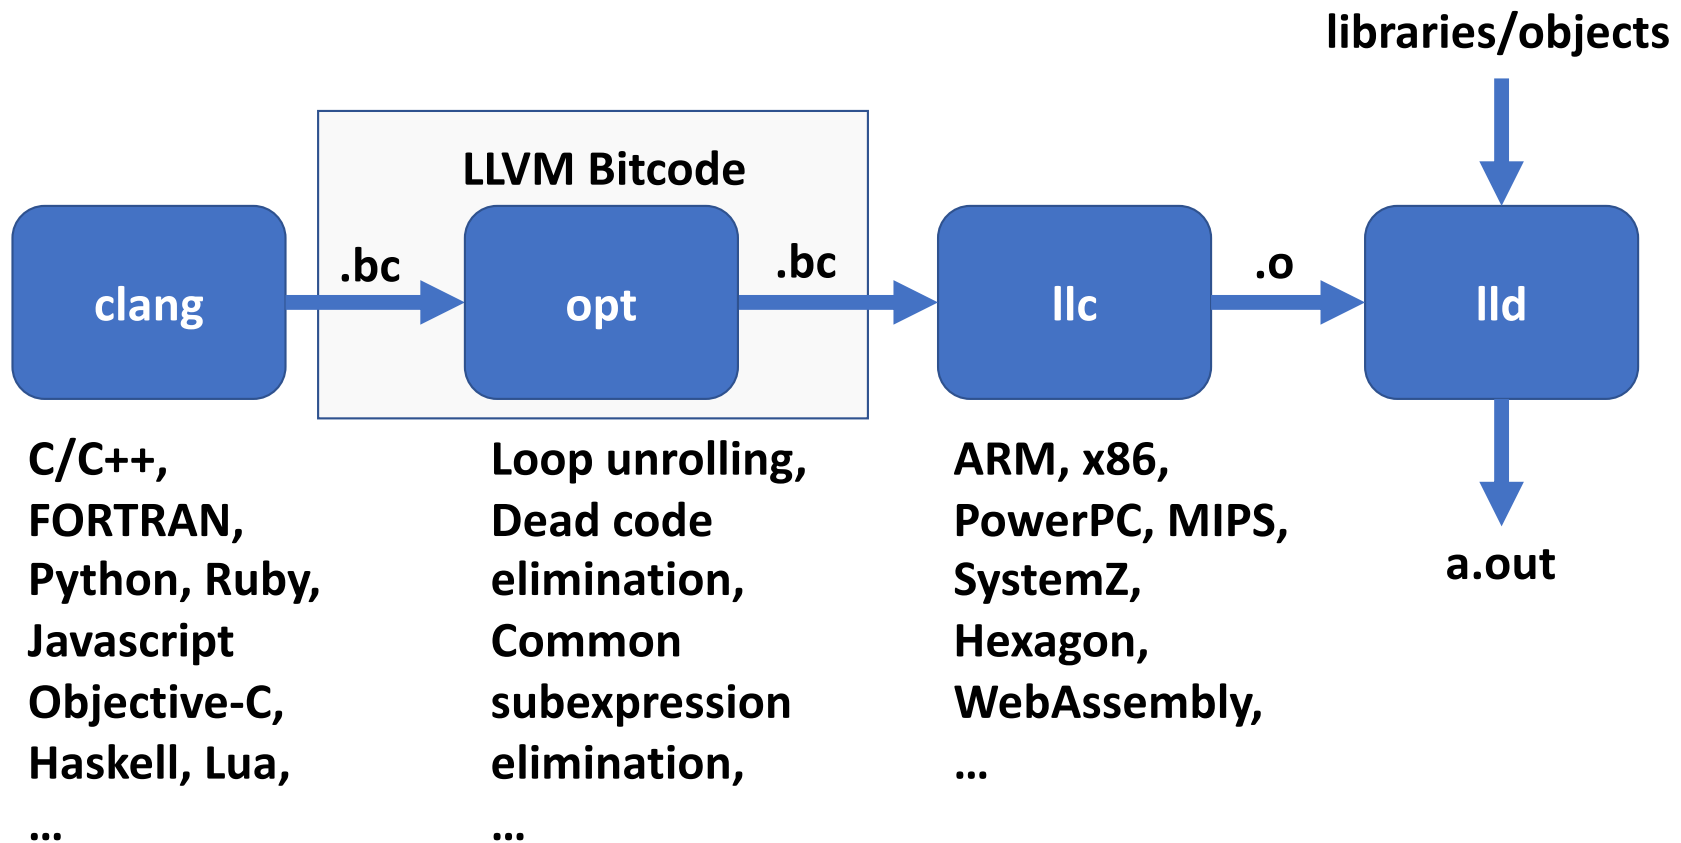 libraries/objects
LLVM Bitcode
clang
.bc
opt
.bc
llc
.o
lld
C/C++,
FORTRAN,
Python, Ruby,
Javascript
Objective-C,
Haskell, Lua,
...
Loop unrolling,
Dead code
elimination,
Common
subexpression
elimination,
...
ARM, x86,
PowerPC, MIPS,
SystemZ,
Hexagon,
WebAssembly,
...
a.out